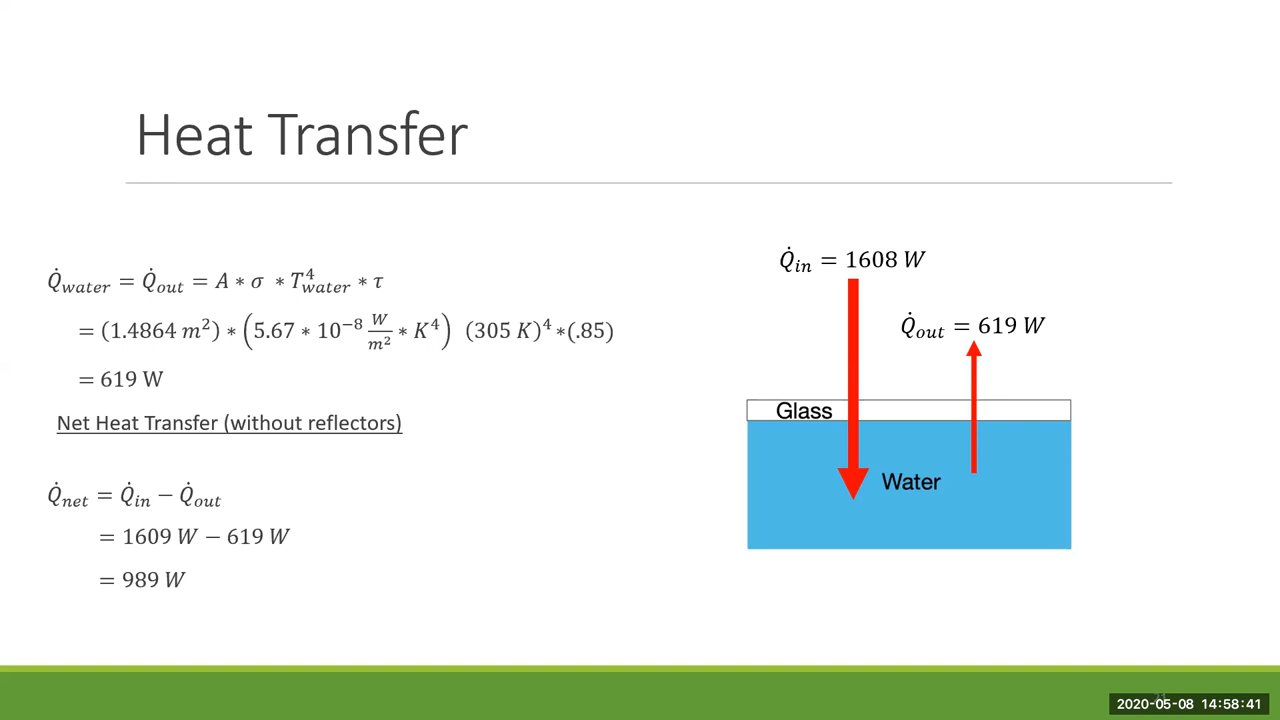 Heat Transfer
Q̇water = Q̇out = A ∗ σ ∗ T⁴water ∗ τ
= (1.4864 m²) ∗ (5.67 ∗ 10⁻⁸ W/m² ∗ K⁴) (305 K)⁴ ∗(.85)
= 619 W
Net Heat Transfer (without reflectors)
Q̇net = Q̇in − Q̇out
= 1609 W − 619 W
= 989 W
Q̇in = 1608 W
Q̇out = 619 W
Glass
Water
2020-05-08 14:58:41